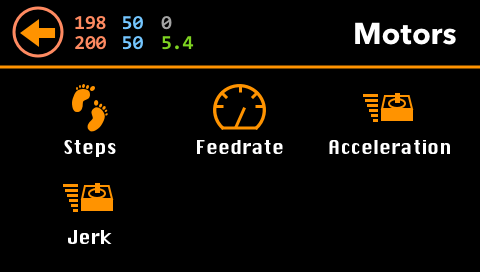 198 50 0
200 50 5.4
Motors
Steps Feedrate Acceleration
Jerk